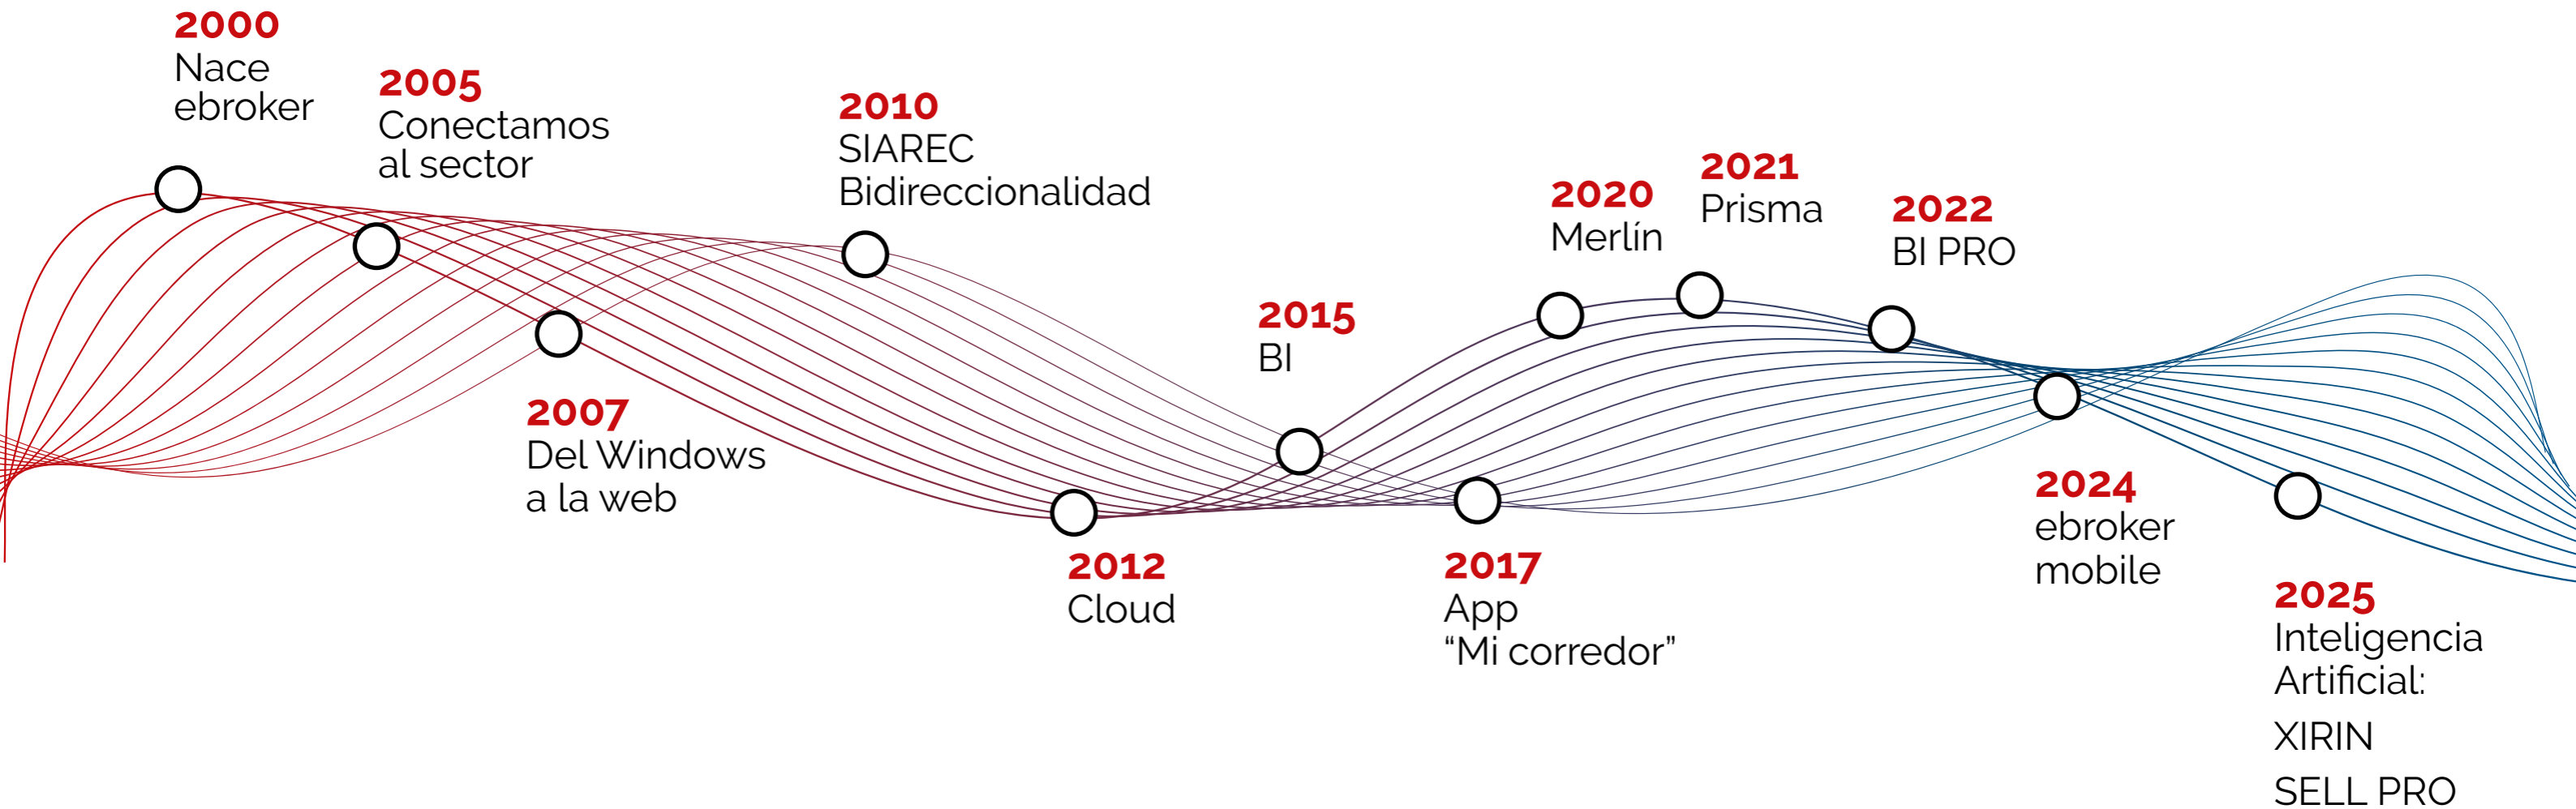 2000
Nace
ebroker
2005
Conectamos
al sector
2007
Del Windows
a la web
2010
SIAREC
Bidireccionalidad
2012
Cloud
2015
BI
2017
App
“Mi corredor”
2020
Merlín
2021
Prisma
2022
BI PRO
2024
ebroker
mobile
2025
Inteligencia
Artificial:
XIRIN
SELL PRO